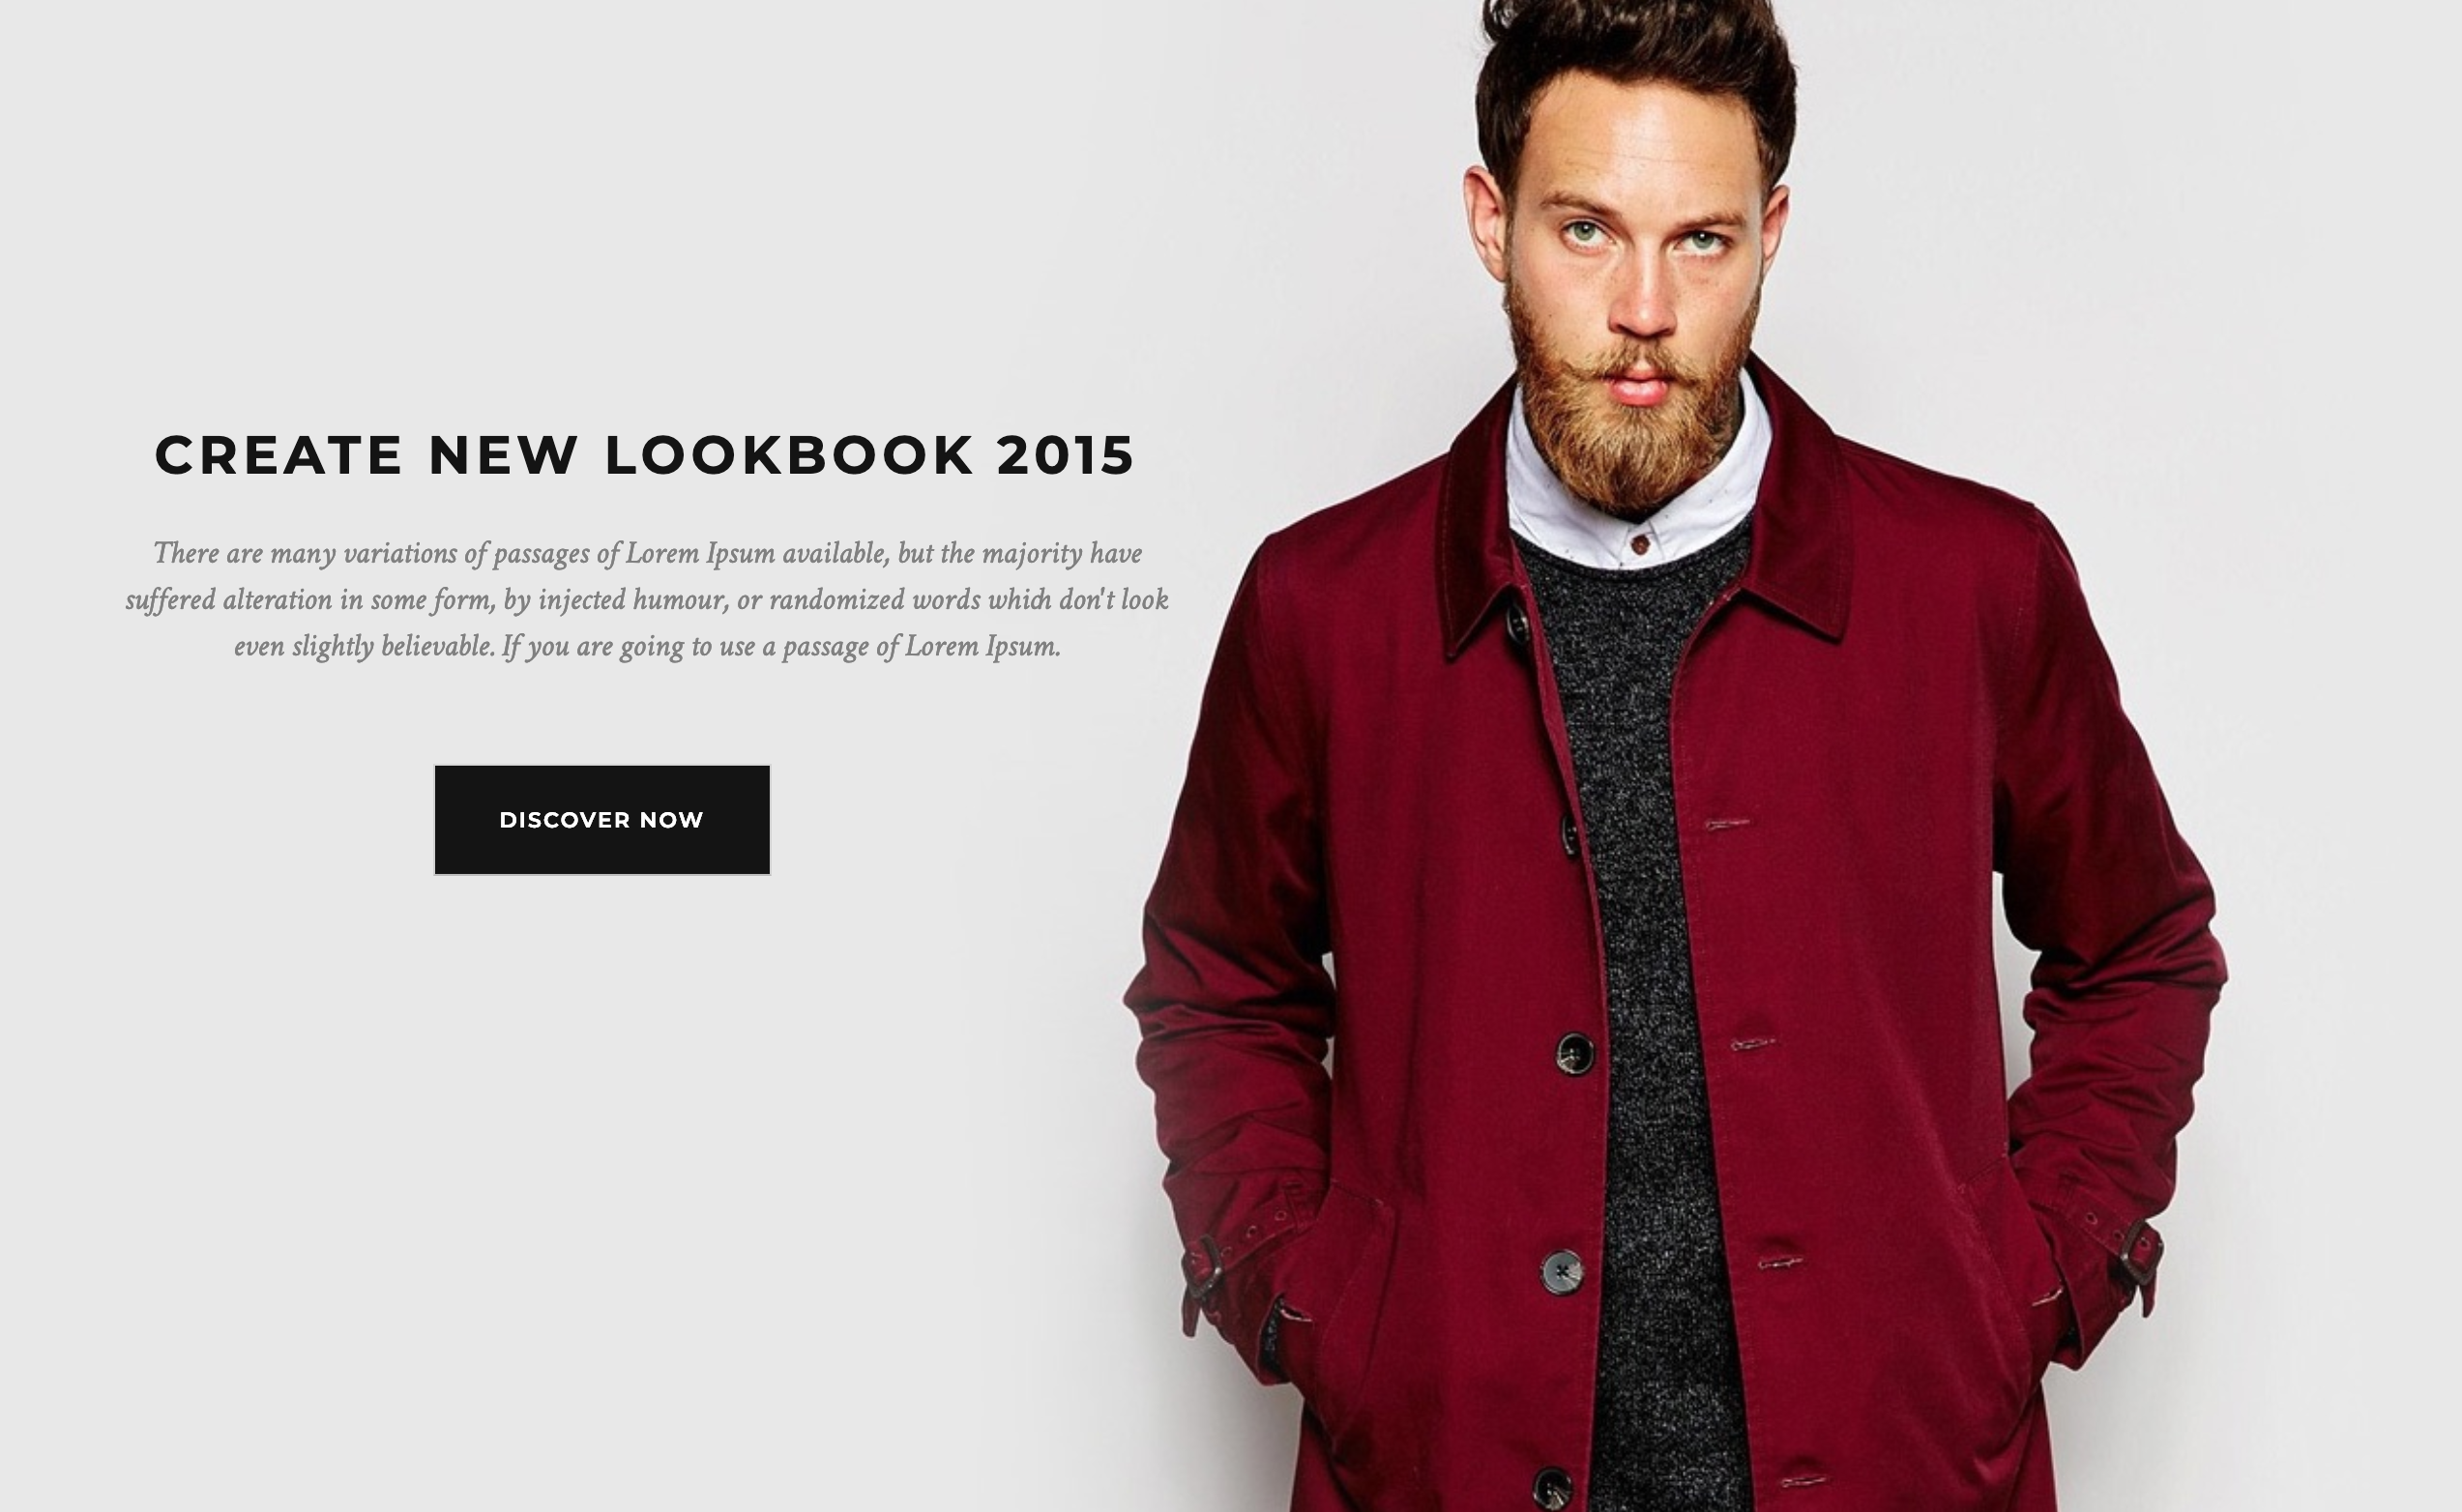 CREATE NEW LOOKBOOK 2015
There are many variations of passages of Lorem Ipsum available, but the majority have
suffered alteration in some form, by injected humour, or randomized words which don't look
even slightly believable. If you are going to use a passage of Lorem Ipsum.
DISCOVER NOW